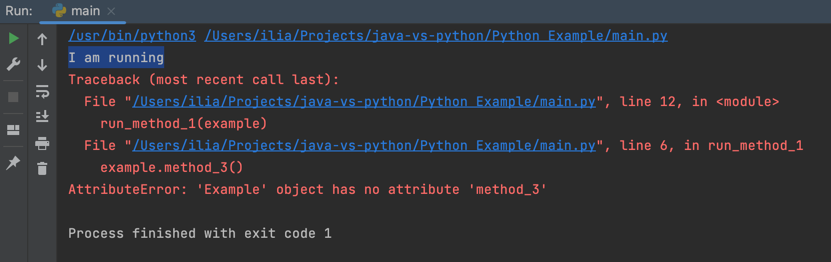 Run: main
/usr/bin/python3 /Users/ilia/Projects/java-vs-python/Python Example/main.py
I am running
Traceback (most recent call last):
  File "/Users/ilia/Projects/java-vs-python/Python Example/main.py", line 12, in <module>
    run_method_1(example)
  File "/Users/ilia/Projects/java-vs-python/Python Example/main.py", line 6, in run_method_1
    example.method_3()
AttributeError: 'Example' object has no attribute 'method_3'
Process finished with exit code 1